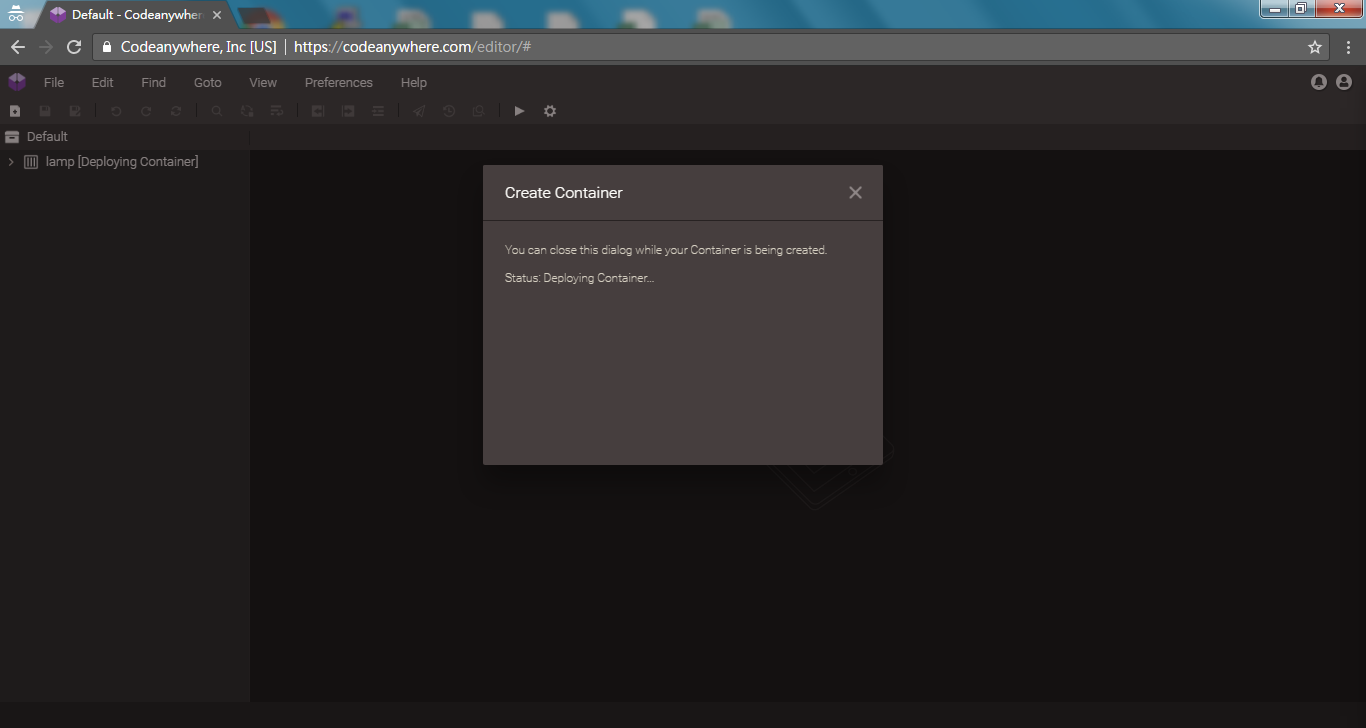 Default - Codeanywher
Codeanywhere, Inc [US] | https://codeanywhere.com/editor/#
File Edit Find Goto View Preferences Help
Default
lamp [Deploying Container]
Create Container
You can close this dialog while your Container is being created.
Status: Deploying Container...